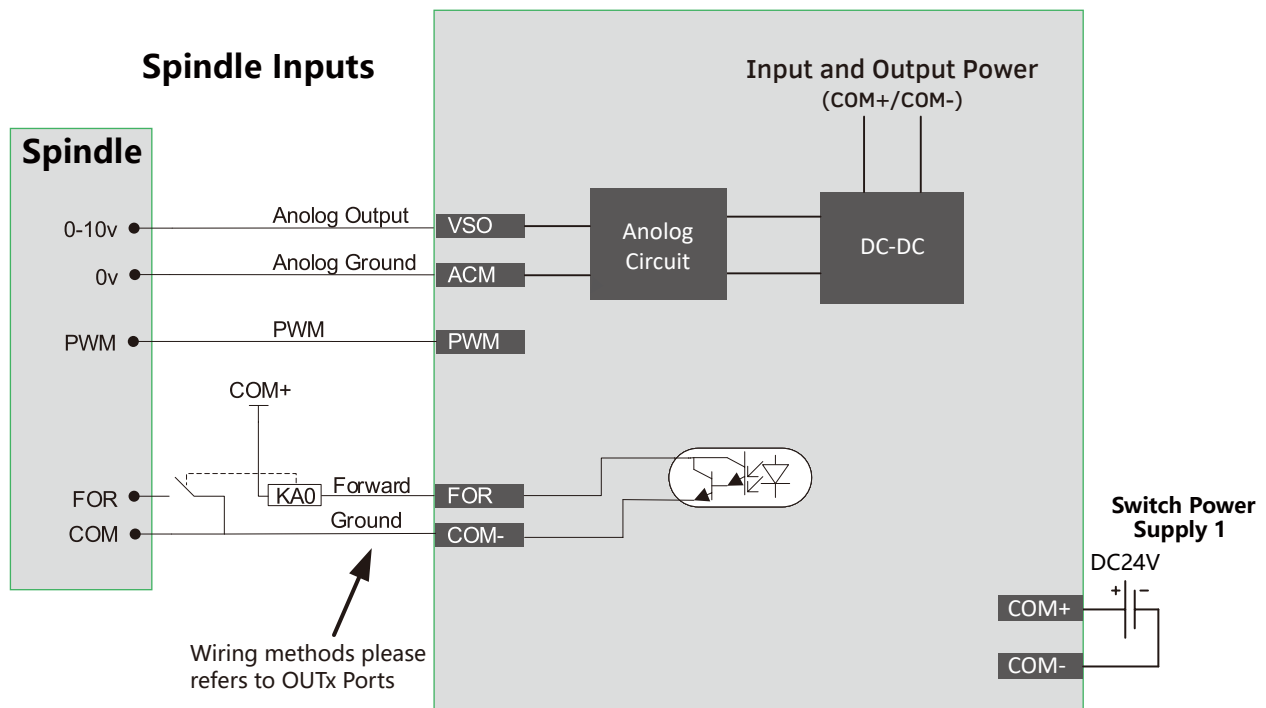 Spindle Inputs
Input and Output Power
(COM+/COM-)
Spindle
0-10v
Anolog Output
VSO
Anolog
Circuit
DC-DC
0v
Anolog Ground
ACM
PWM
PWM
PWM
COM+
FOR
KA0
Forward
FOR
COM
Ground
COM-
Switch Power
Supply 1
DC24V
+
-
COM+
COM-
Wiring methods please
refers to OUTx Ports